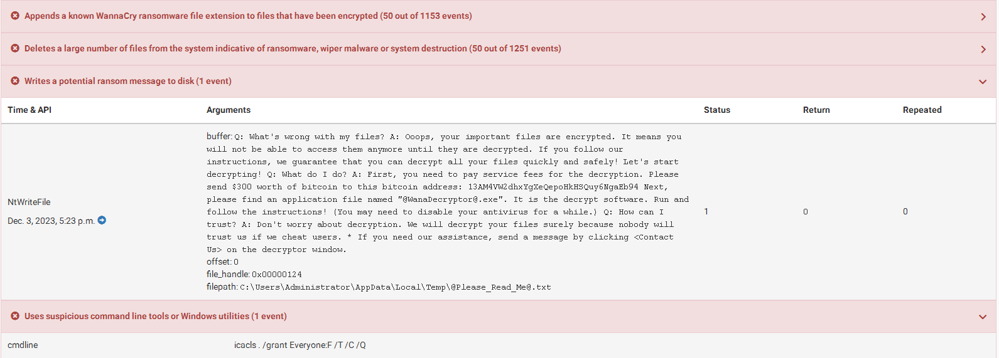 Appends a known WannaCry ransomware file extension to files that have been encrypted (50 out of 1153 events)
Deletes a large number of files from the system indicative of ransomware, wiper malware or system destruction (50 out of 1251 events)
Writes a potential ransom message to disk (1 event)
Time & API Arguments Status Return Repeated
buffer: Q: What's wrong with my files? A: Ooops, your important files are encrypted. It means you
will not be able to access them anymore until they are decrypted. If you follow our
instructions, we guarantee that you can decrypt all your files quickly and safely! Let's start
decrypting! Q: What do I do? A: First, you need to pay service fees for the decryption. Please
send $300 worth of bitcoin to this bitcoin address: 13AM4VW2dhxYgXeQepoHkHSQuy6NgaEb94 Next,
please find an application file named "@WanaDecryptor@.exe". It is the decrypt software. Run and
follow the instructions! (You may need to disable your antivirus for a while.) Q: How can I
trust? A: Don't worry about decryption. We will decrypt your files surely because nobody will
trust us if we cheat users. * If you need our assistance, send a message by clicking <Contact
Us> on the decryptor window.
offset: 0
file_handle: 0x00000124
filepath: C:\Users\Administrator\AppData\Local\Temp\@Please_Read_Me@.txt
NtWriteFile
Dec. 3, 2023, 5:23 p.m.
1 0 0
Uses suspicious command line tools or Windows utilities (1 event)
cmdline icacls . /grant Everyone:F /T /C /Q